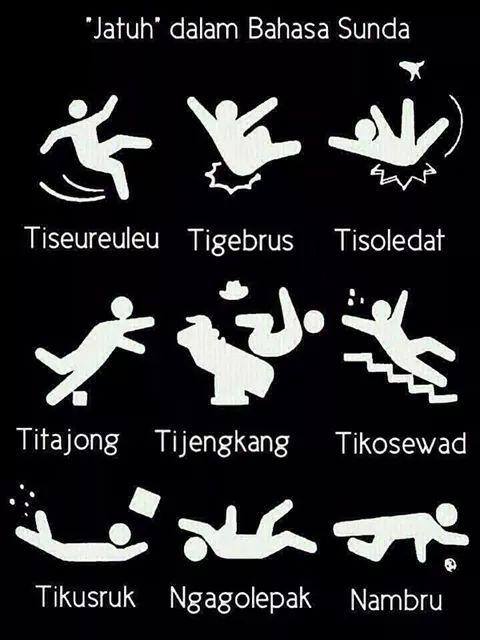 "Jatuh" dalam Bahasa Sunda
Tiseureuleu Tigebrus Tisoledat
Titajong Tijengkang Tikosewad
Tikusruk Ngagolepak Nambru